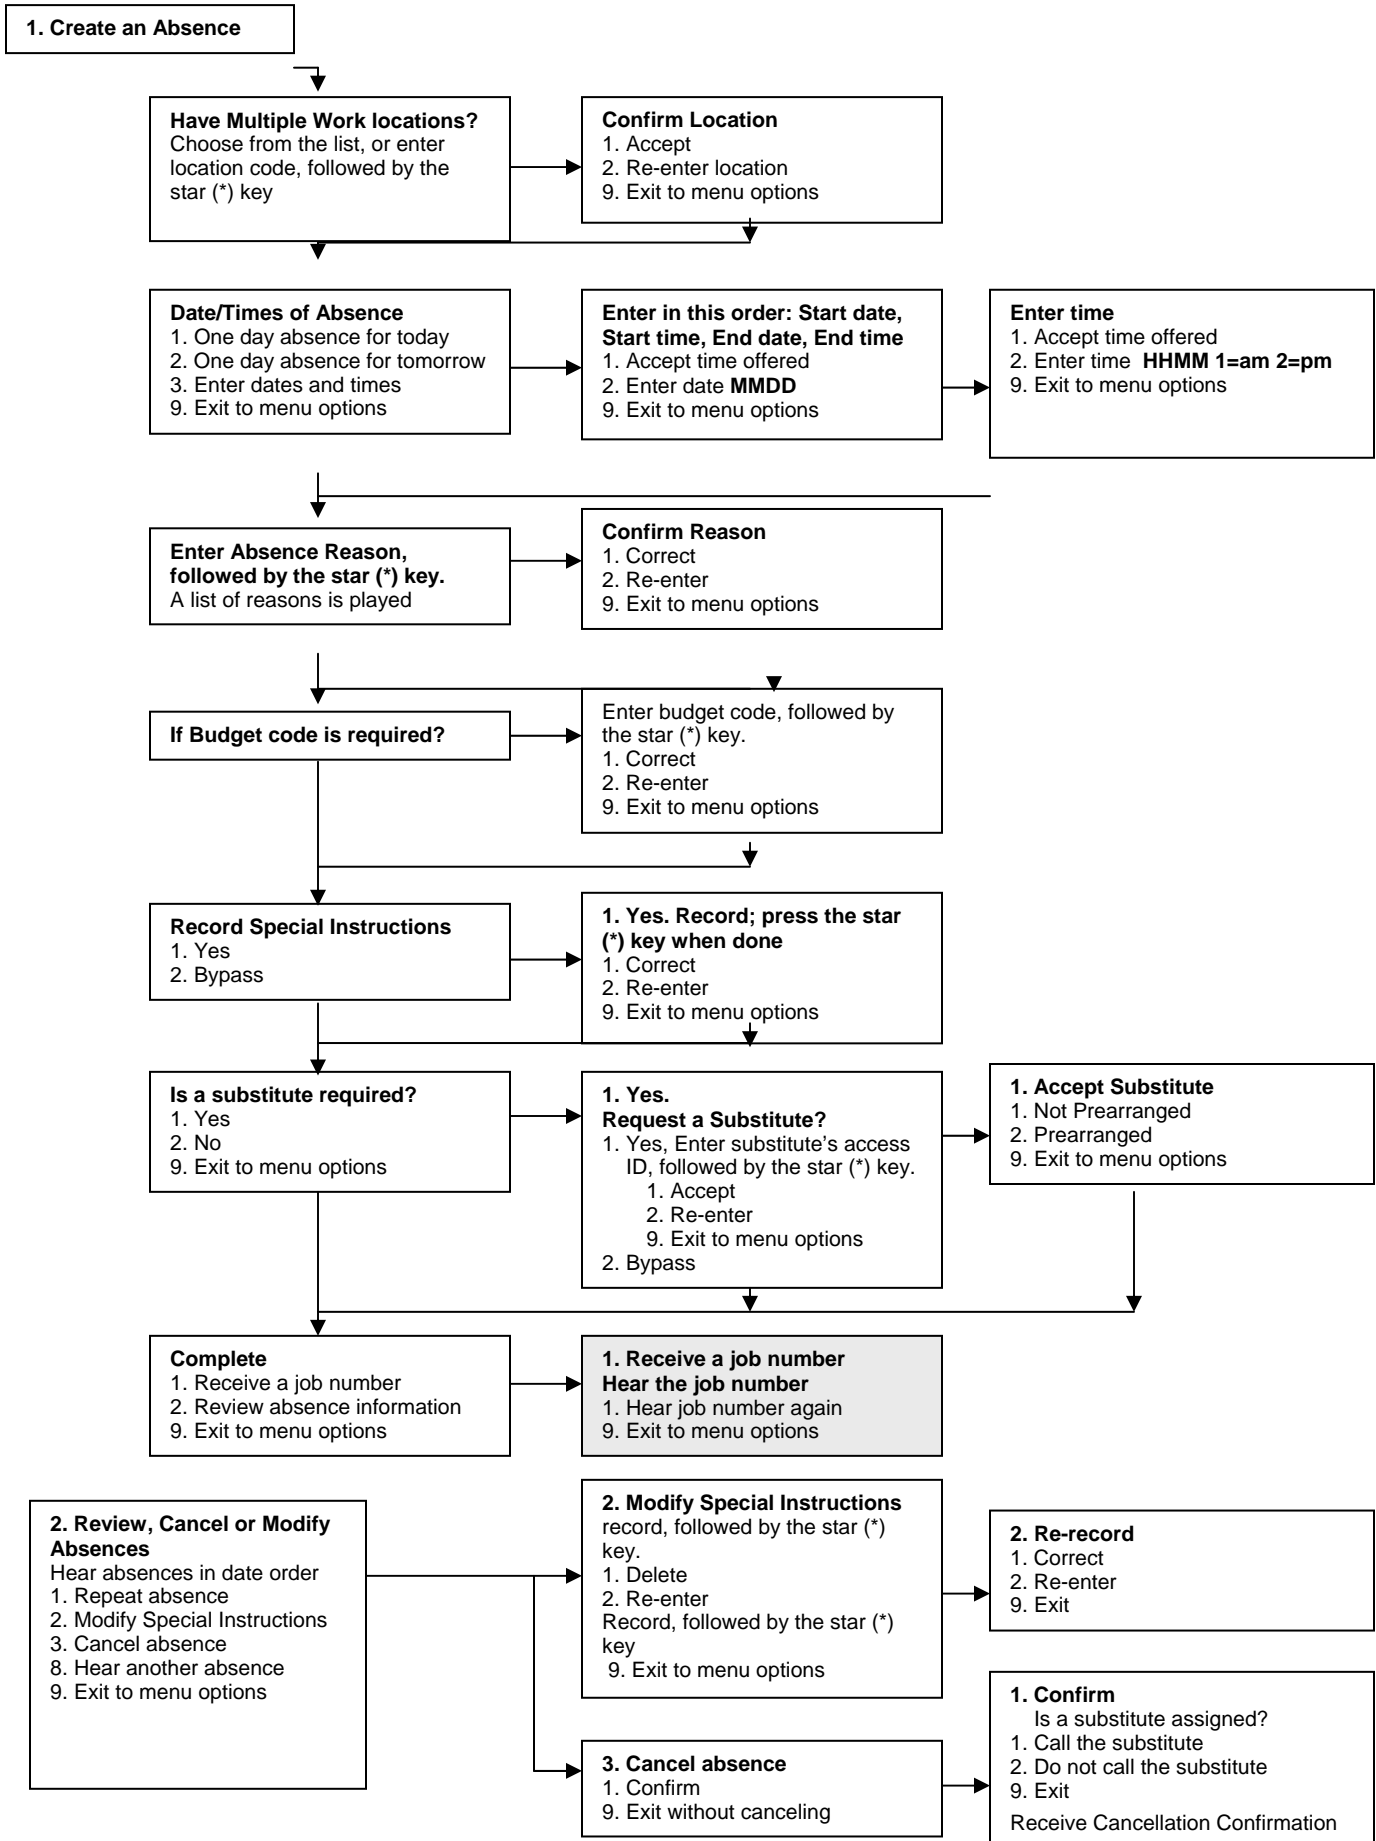 1. Create an Absence
Have Multiple Work locations?
Choose from the list, or enter
location code, followed by the
star (*) key
Confirm Location
1. Accept
2. Re-enter location
9. Exit to menu options
Date/Times of Absence
1. One day absence for today
2. One day absence for tomorrow
3. Enter dates and times
9. Exit to menu options
Enter in this order: Start date,
Start time, End date, End time
1. Accept time offered
2. Enter date MMDD
9. Exit to menu options
Enter time
1. Accept time offered
2. Enter time HHMM 1=am 2=pm
9. Exit to menu options
Enter Absence Reason,
followed by the star (*) key.
A list of reasons is played
Confirm Reason
1. Correct
2. Re-enter
9. Exit to menu options
If Budget code is required?
Enter budget code, followed by
the star (*) key.
1. Correct
2. Re-enter
9. Exit to menu options
Record Special Instructions
1. Yes
2. Bypass
1. Yes. Record; press the star
(*) key when done
1. Correct
2. Re-enter
9. Exit to menu options
Is a substitute required?
1. Yes
2. No
9. Exit to menu options
1. Yes.
Request a Substitute?
1. Yes, Enter substitute's access
ID, followed by the star (*) key.
1. Accept
2. Re-enter
9. Exit to menu options
2. Bypass
1. Accept Substitute
1. Not Prearranged
2. Prearranged
9. Exit to menu options
Complete
1. Receive a job number
2. Review absence information
9. Exit to menu options
1. Receive a job number
Hear the job number
1. Hear job number again
9. Exit to menu options
2. Review, Cancel or Modify
Absences
Hear absences in date order
1. Repeat absence
2. Modify Special Instructions
3. Cancel absence
8. Hear another absence
9. Exit to menu options
2. Modify Special Instructions
record, followed by the star (*)
key.
1. Delete
2. Re-enter
Record, followed by the star (*)
key
9. Exit to menu options
2. Re-record
1. Correct
2. Re-enter
9. Exit
3. Cancel absence
1. Confirm
9. Exit without canceling
1. Confirm
Is a substitute assigned?
1. Call the substitute
2. Do not call the substitute
9. Exit
Receive Cancellation Confirmation